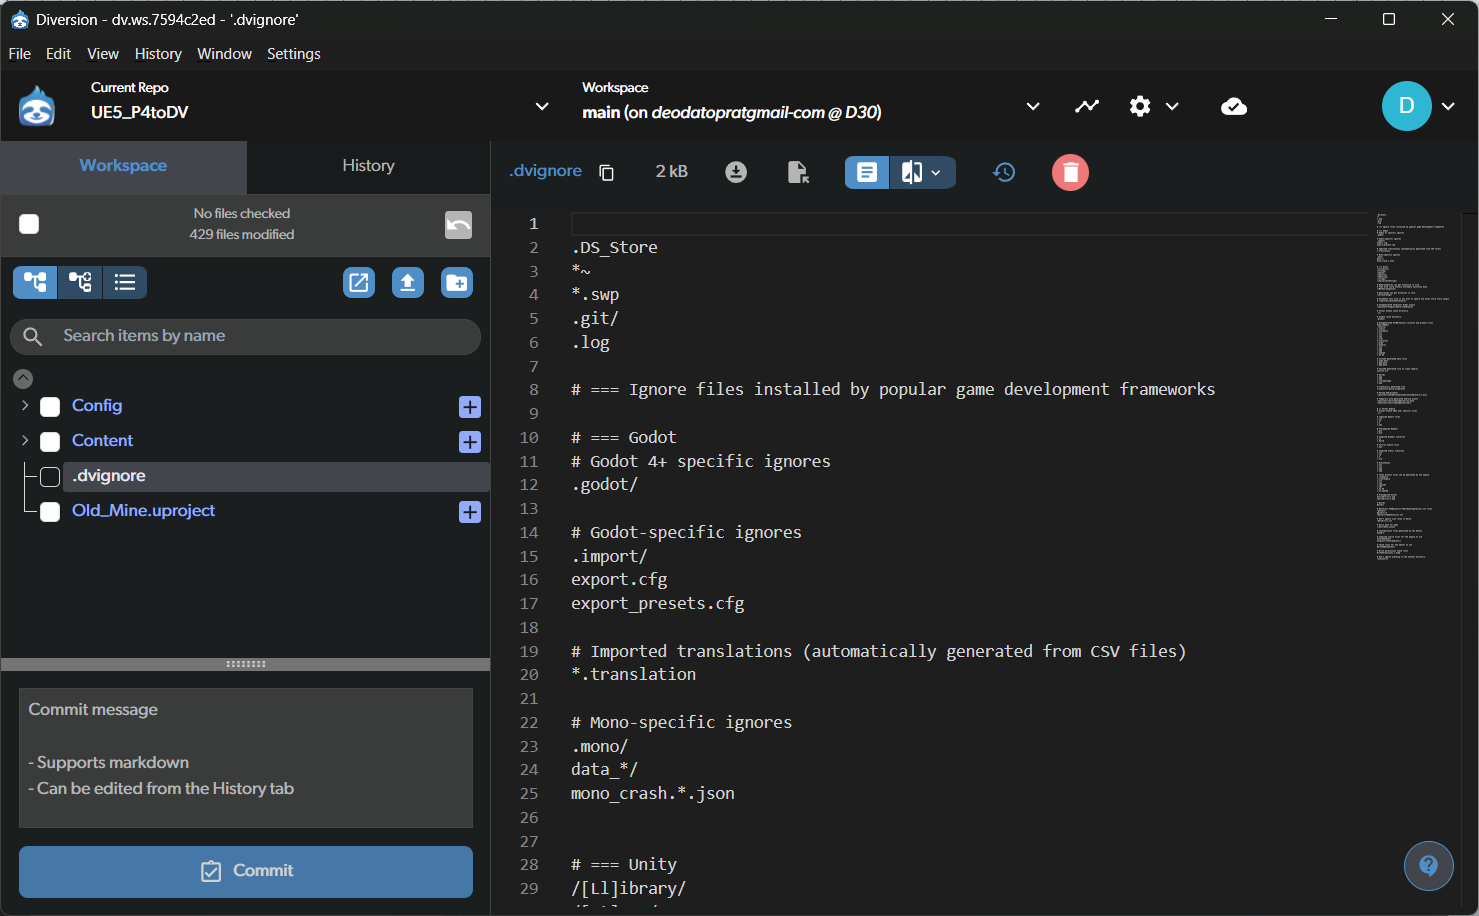 Diversion - dv.ws.7594c2ed - '.dvignore'
File Edit View History Window Settings
Current Repo
UE5_P4toDV
Workspace
main (on deodatopratgmail-com @ D30)
D
Workspace
History
No files checked
429 files modified
Search items by name
Config
Content
.dvignore
Old_Mine.uproject
Commit message
- Supports markdown
- Can be edited from the History tab
Commit
.dvignore
2 kB
1
2 .DS_Store
3 *~
4 *.swp
5 .git/
6 .log
7
8 # === Ignore files installed by popular game development frameworks
9
10 # === Godot
11 # Godot 4+ specific ignores
12 .godot/
13
14 # Godot-specific ignores
15 .import/
16 export.cfg
17 export_presets.cfg
18
19 # Imported translations (automatically generated from CSV files)
20 *.translation
21
22 # Mono-specific ignores
23 .mono/
24 data_*/
25 mono_crash.*.json
26
27
28 # === Unity
29 /[Ll]ibrary/